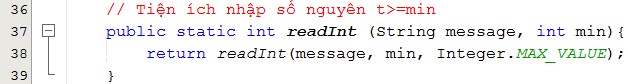 36 // Tiện ích nhập số nguyên t>=min
37 public static int readInt (String message, int min){
38 return readInt(message, min, Integer.MAX_VALUE);
39 }